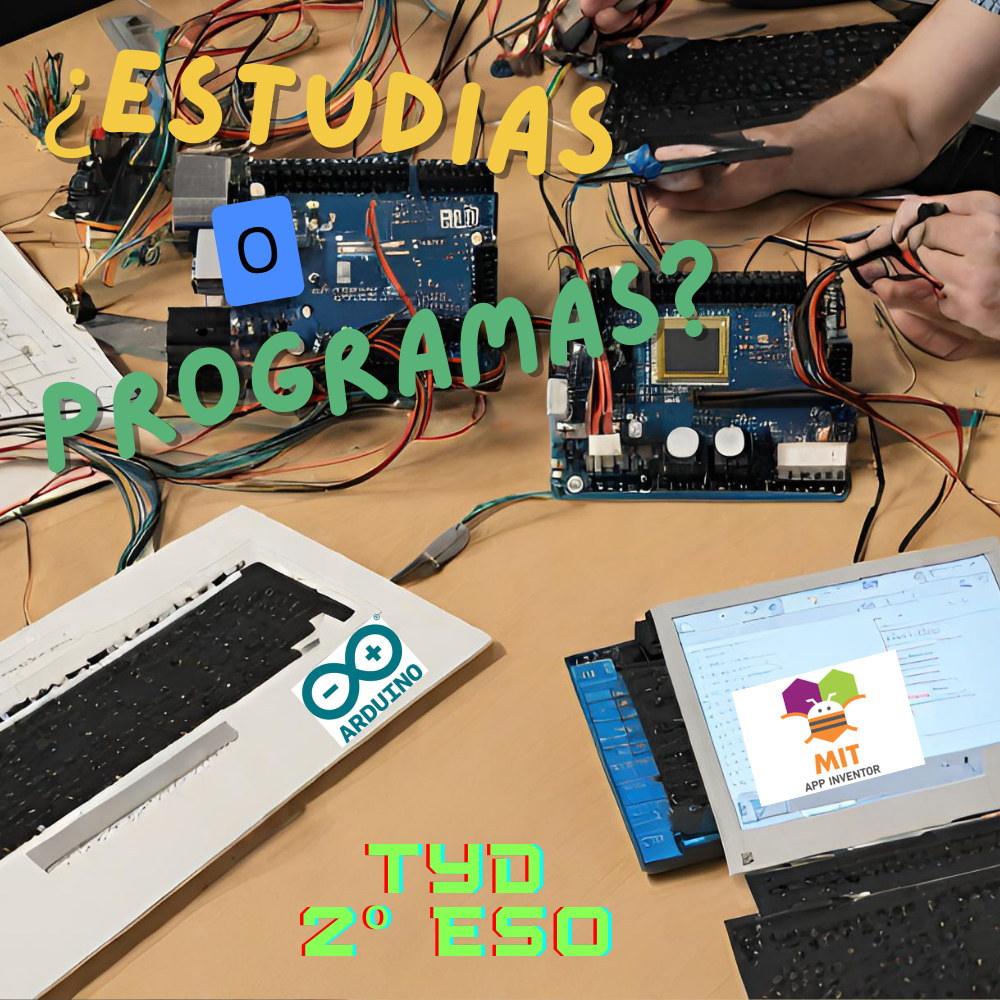 ¿ESTUDIAS
O
PROGRAMAS?
ARDUINO
MIT
APP INVENTOR
TYD
2º ESO